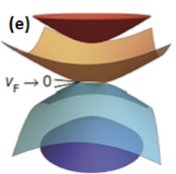 (e)
v_F → 0